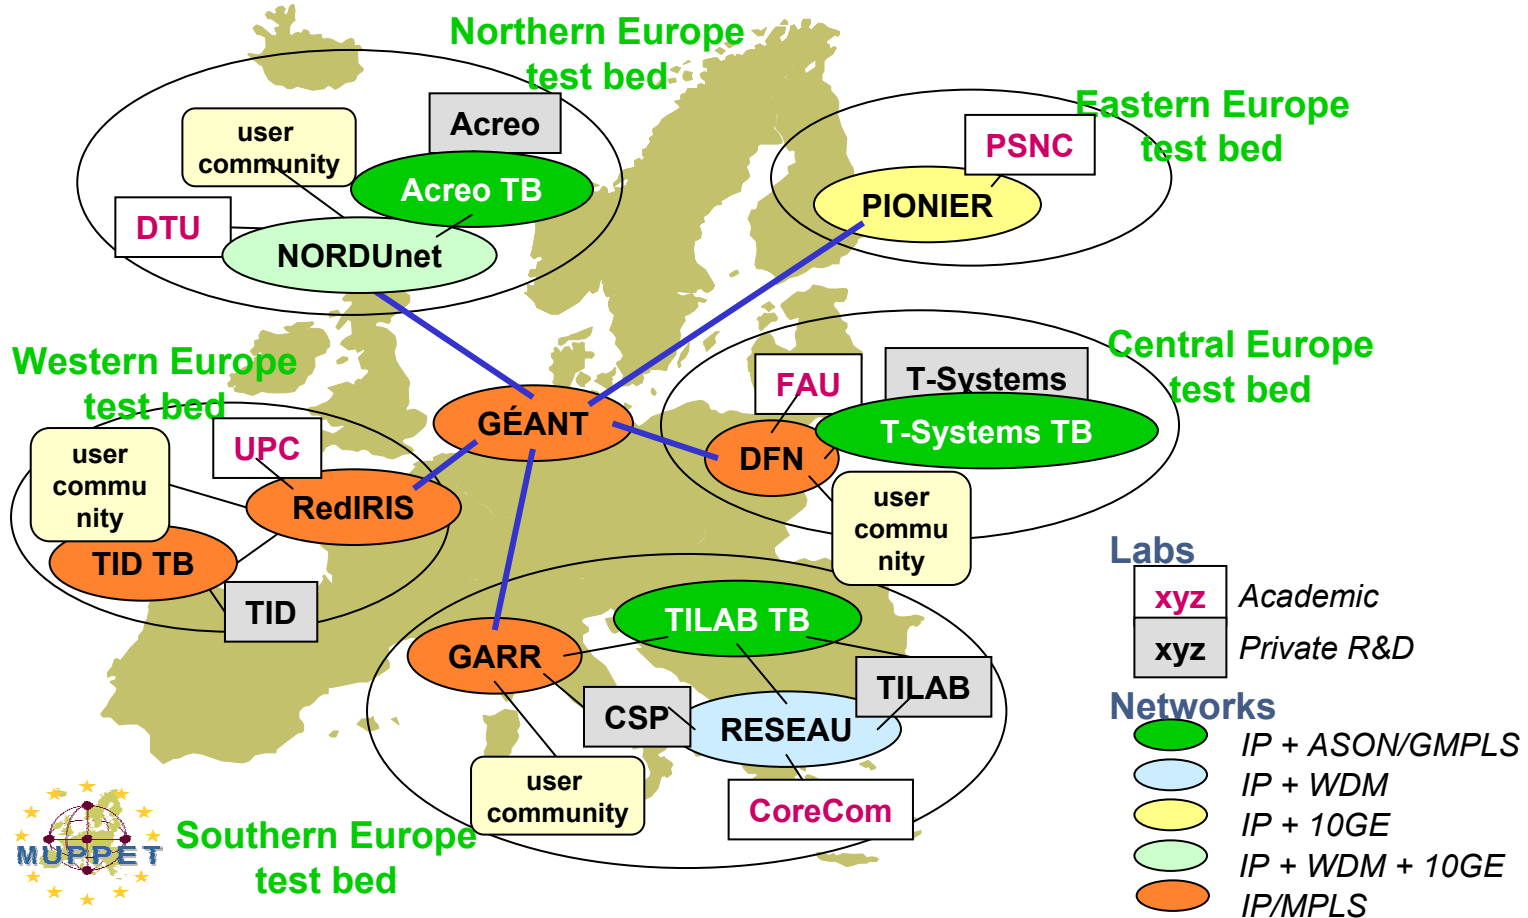 Northern Europe
test bed
user
community
Acreo
Acreo TB
DTU
NORDUnet
Eastern Europe
test bed
PSNC
PIONIER
Western Europe
test bed
user
commu
nity
UPC
RedIRIS
TID TB
TID
GÉANT
Central Europe
test bed
FAU
T-Systems
T-Systems TB
DFN
user
commu
nity
TILAB TB
GARR
TILAB
CSP
RESEAU
user
community
CoreCom
Southern Europe
test bed
MUPPET
Labs
xyz Academic
xyz Private R&D
Networks
IP + ASON/GMPLS
IP + WDM
IP + 10GE
IP + WDM + 10GE
IP/MPLS